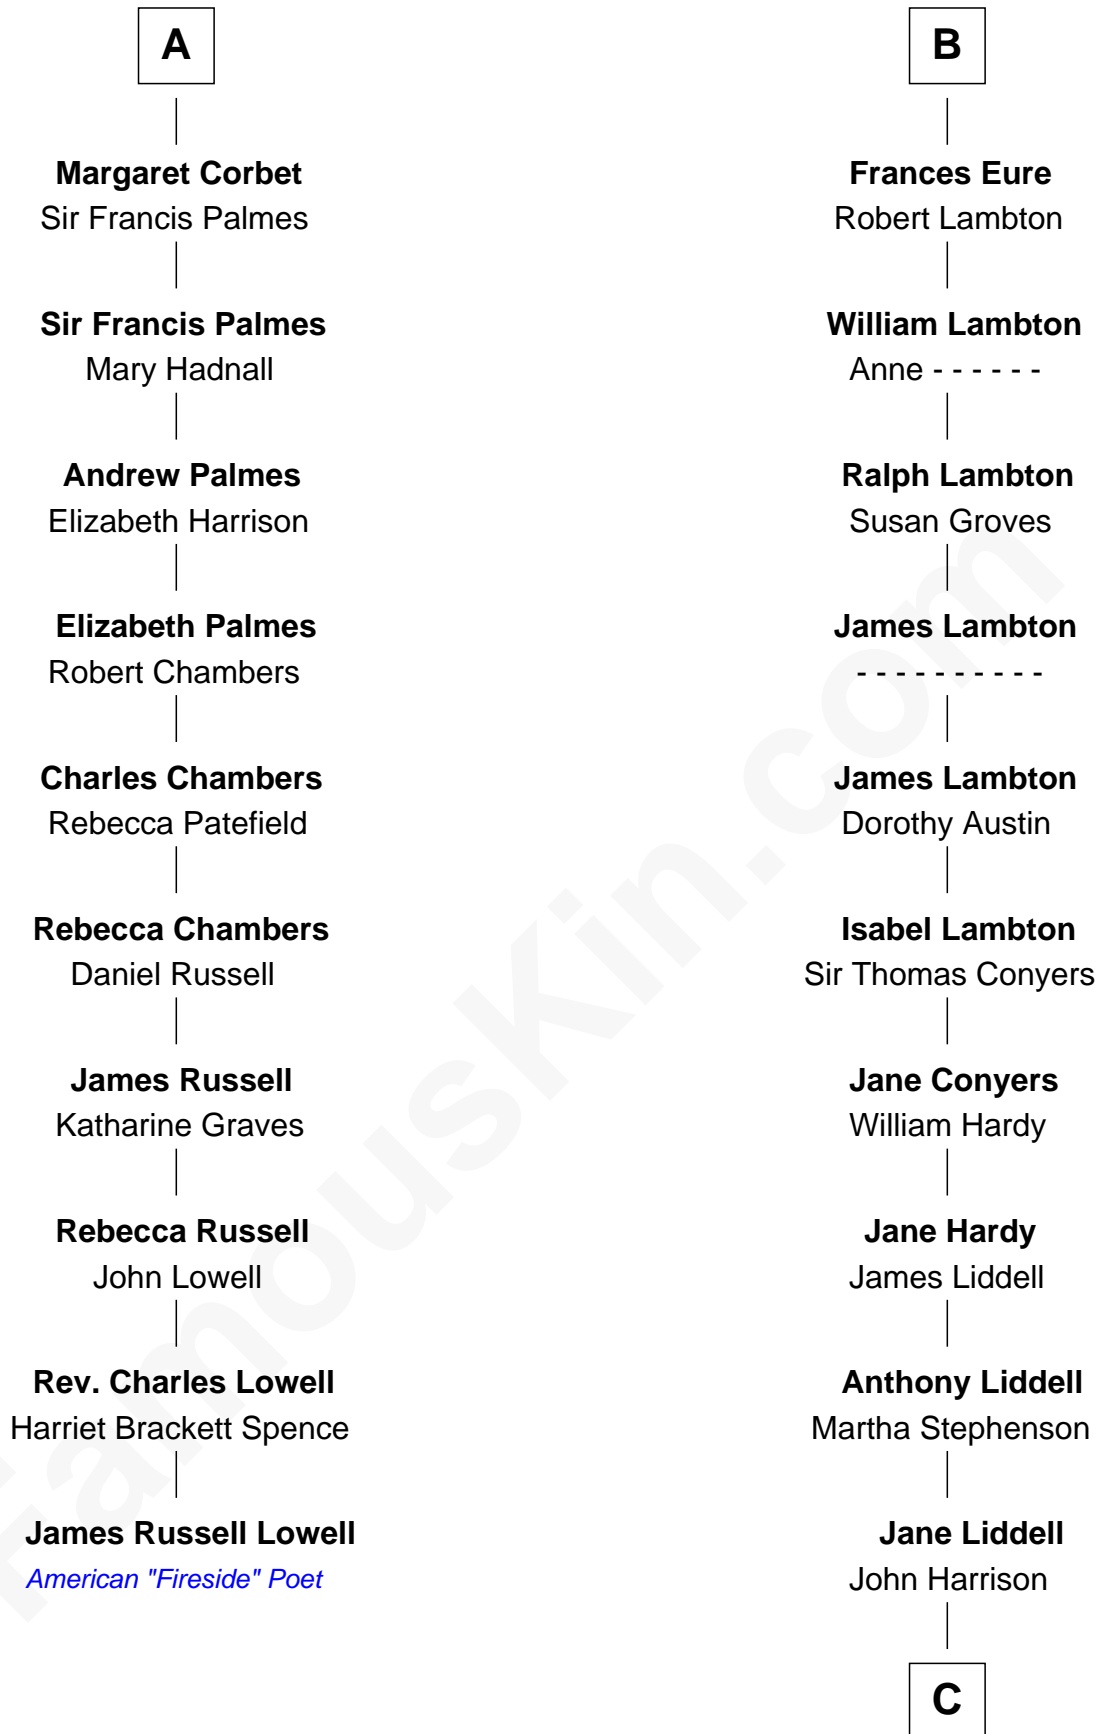 A
Margaret Corbet
Sir Francis Palmes
Sir Francis Palmes
Mary Hadnall
Andrew Palmes
Elizabeth Harrison
Elizabeth Palmes
Robert Chambers
Charles Chambers
Rebecca Patefield
Rebecca Chambers
Daniel Russell
James Russell
Katharine Graves
Rebecca Russell
John Lowell
Rev. Charles Lowell
Harriet Brackett Spence
James Russell Lowell
American "Fireside" Poet
B
Frances Eure
Robert Lambton
William Lambton
Anne - - - - - -
Ralph Lambton
Susan Groves
James Lambton
- - - - - - - - - -
James Lambton
Dorothy Austin
Isabel Lambton
Sir Thomas Conyers
Jane Conyers
William Hardy
Jane Hardy
James Liddell
Anthony Liddell
Martha Stephenson
Jane Liddell
John Harrison
C
FamousKin.com